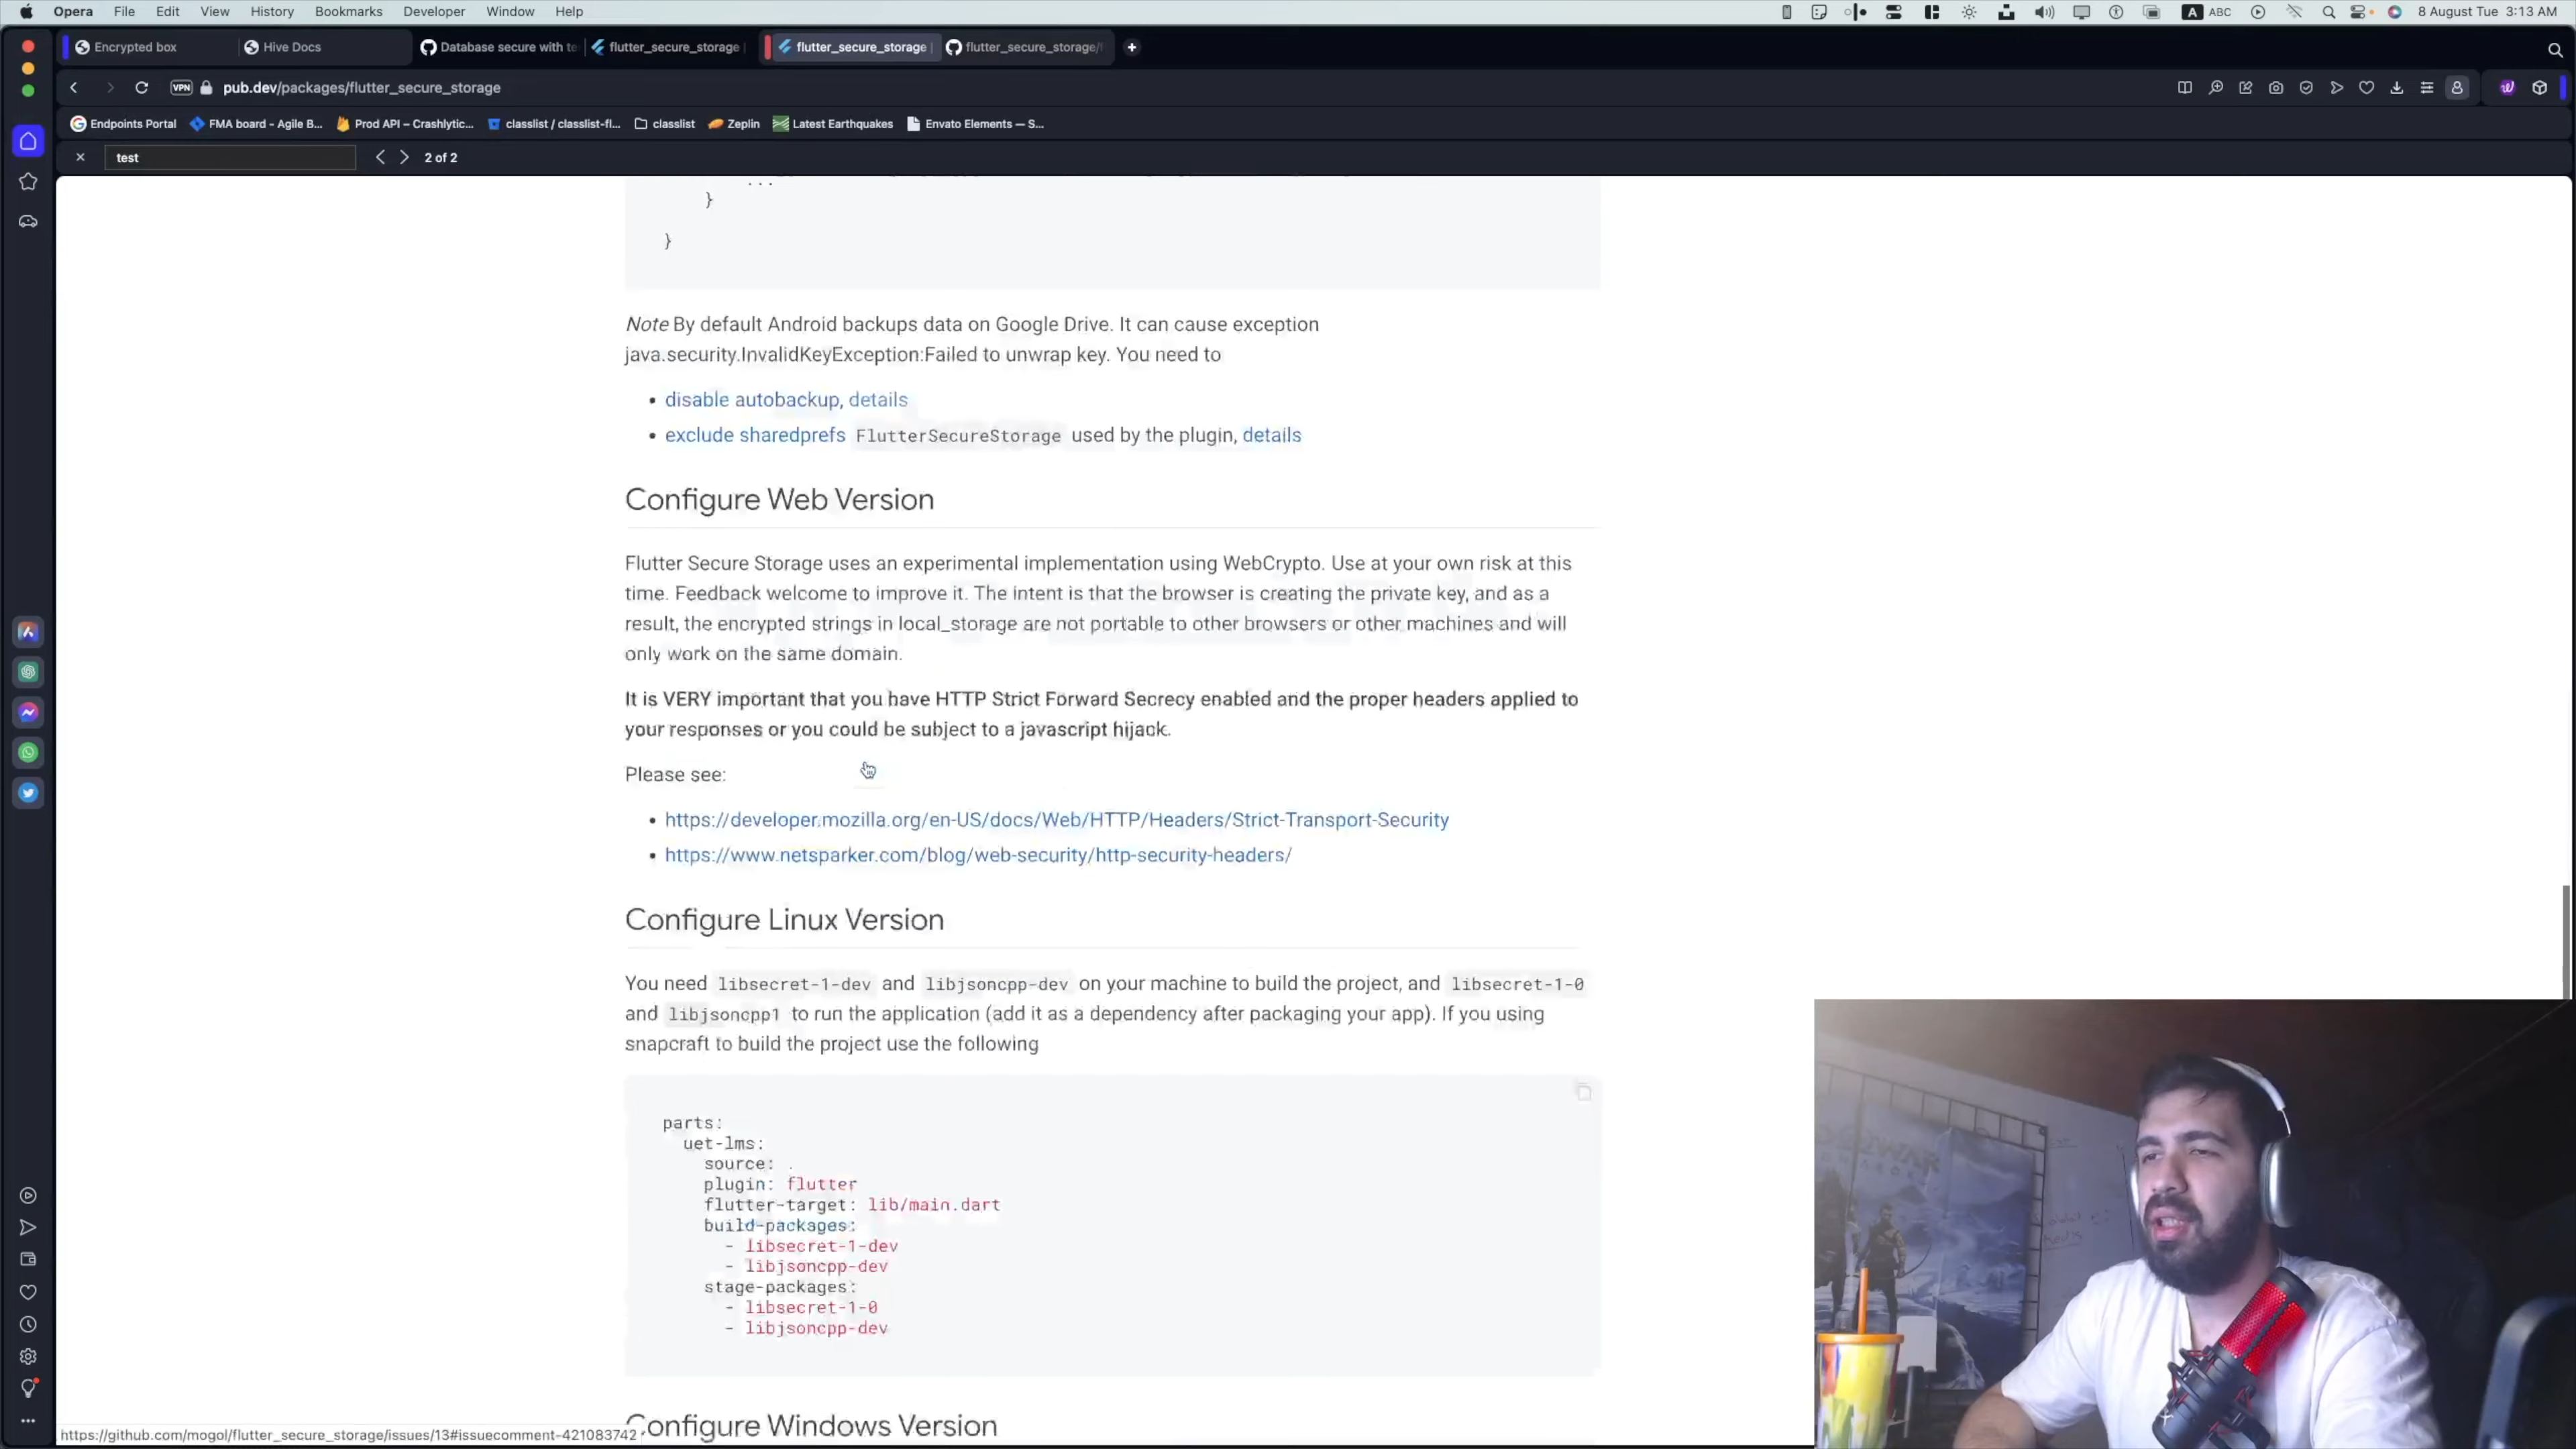 Opera File Edit View History Bookmarks Developer Window Help
A ABC 8 August Tue 3:13 AM
Encrypted box Hive Docs Database secure with te flutter_secure_storage flutter_secure_storage flutter_secure_storage/
VPN pub.dev/packages/flutter_secure_storage
Endpoints Portal FMA board - Agile B... Prod API – Crashlytic... classlist / classlist-fl... classlist Zeplin Latest Earthquakes Envato Elements — S...
test 2 of 2
...
}
}
Note By default Android backups data on Google Drive. It can cause exception
java.security.InvalidKeyException:Failed to unwrap key. You need to
• disable autobackup, details
• exclude sharedprefs FlutterSecureStorage used by the plugin, details
Configure Web Version
Flutter Secure Storage uses an experimental implementation using WebCrypto. Use at your own risk at this
time. Feedback welcome to improve it. The intent is that the browser is creating the private key, and as a
result, the encrypted strings in local_storage are not portable to other browsers or other machines and will
only work on the same domain.
It is VERY important that you have HTTP Strict Forward Secrecy enabled and the proper headers applied to
your responses or you could be subject to a javascript hijack.
Please see:
• https://developer.mozilla.org/en-US/docs/Web/HTTP/Headers/Strict-Transport-Security
• https://www.netsparker.com/blog/web-security/http-security-headers/
Configure Linux Version
You need libsecret-1-dev and libjsoncpp-dev on your machine to build the project, and libsecret-1-0
and libjsoncpp1 to run the application (add it as a dependency after packaging your app). If you using
snapcraft to build the project use the following
parts:
uet-lms:
source: .
plugin: flutter
flutter-target: lib/main.dart
build-packages:
- libsecret-1-dev
- libjsoncpp-dev
stage-packages:
- libsecret-1-0
- libjsoncpp-dev
Configure Windows Version
https://github.com/mogol/flutter_secure_storage/issues/13#issuecomment-421083742